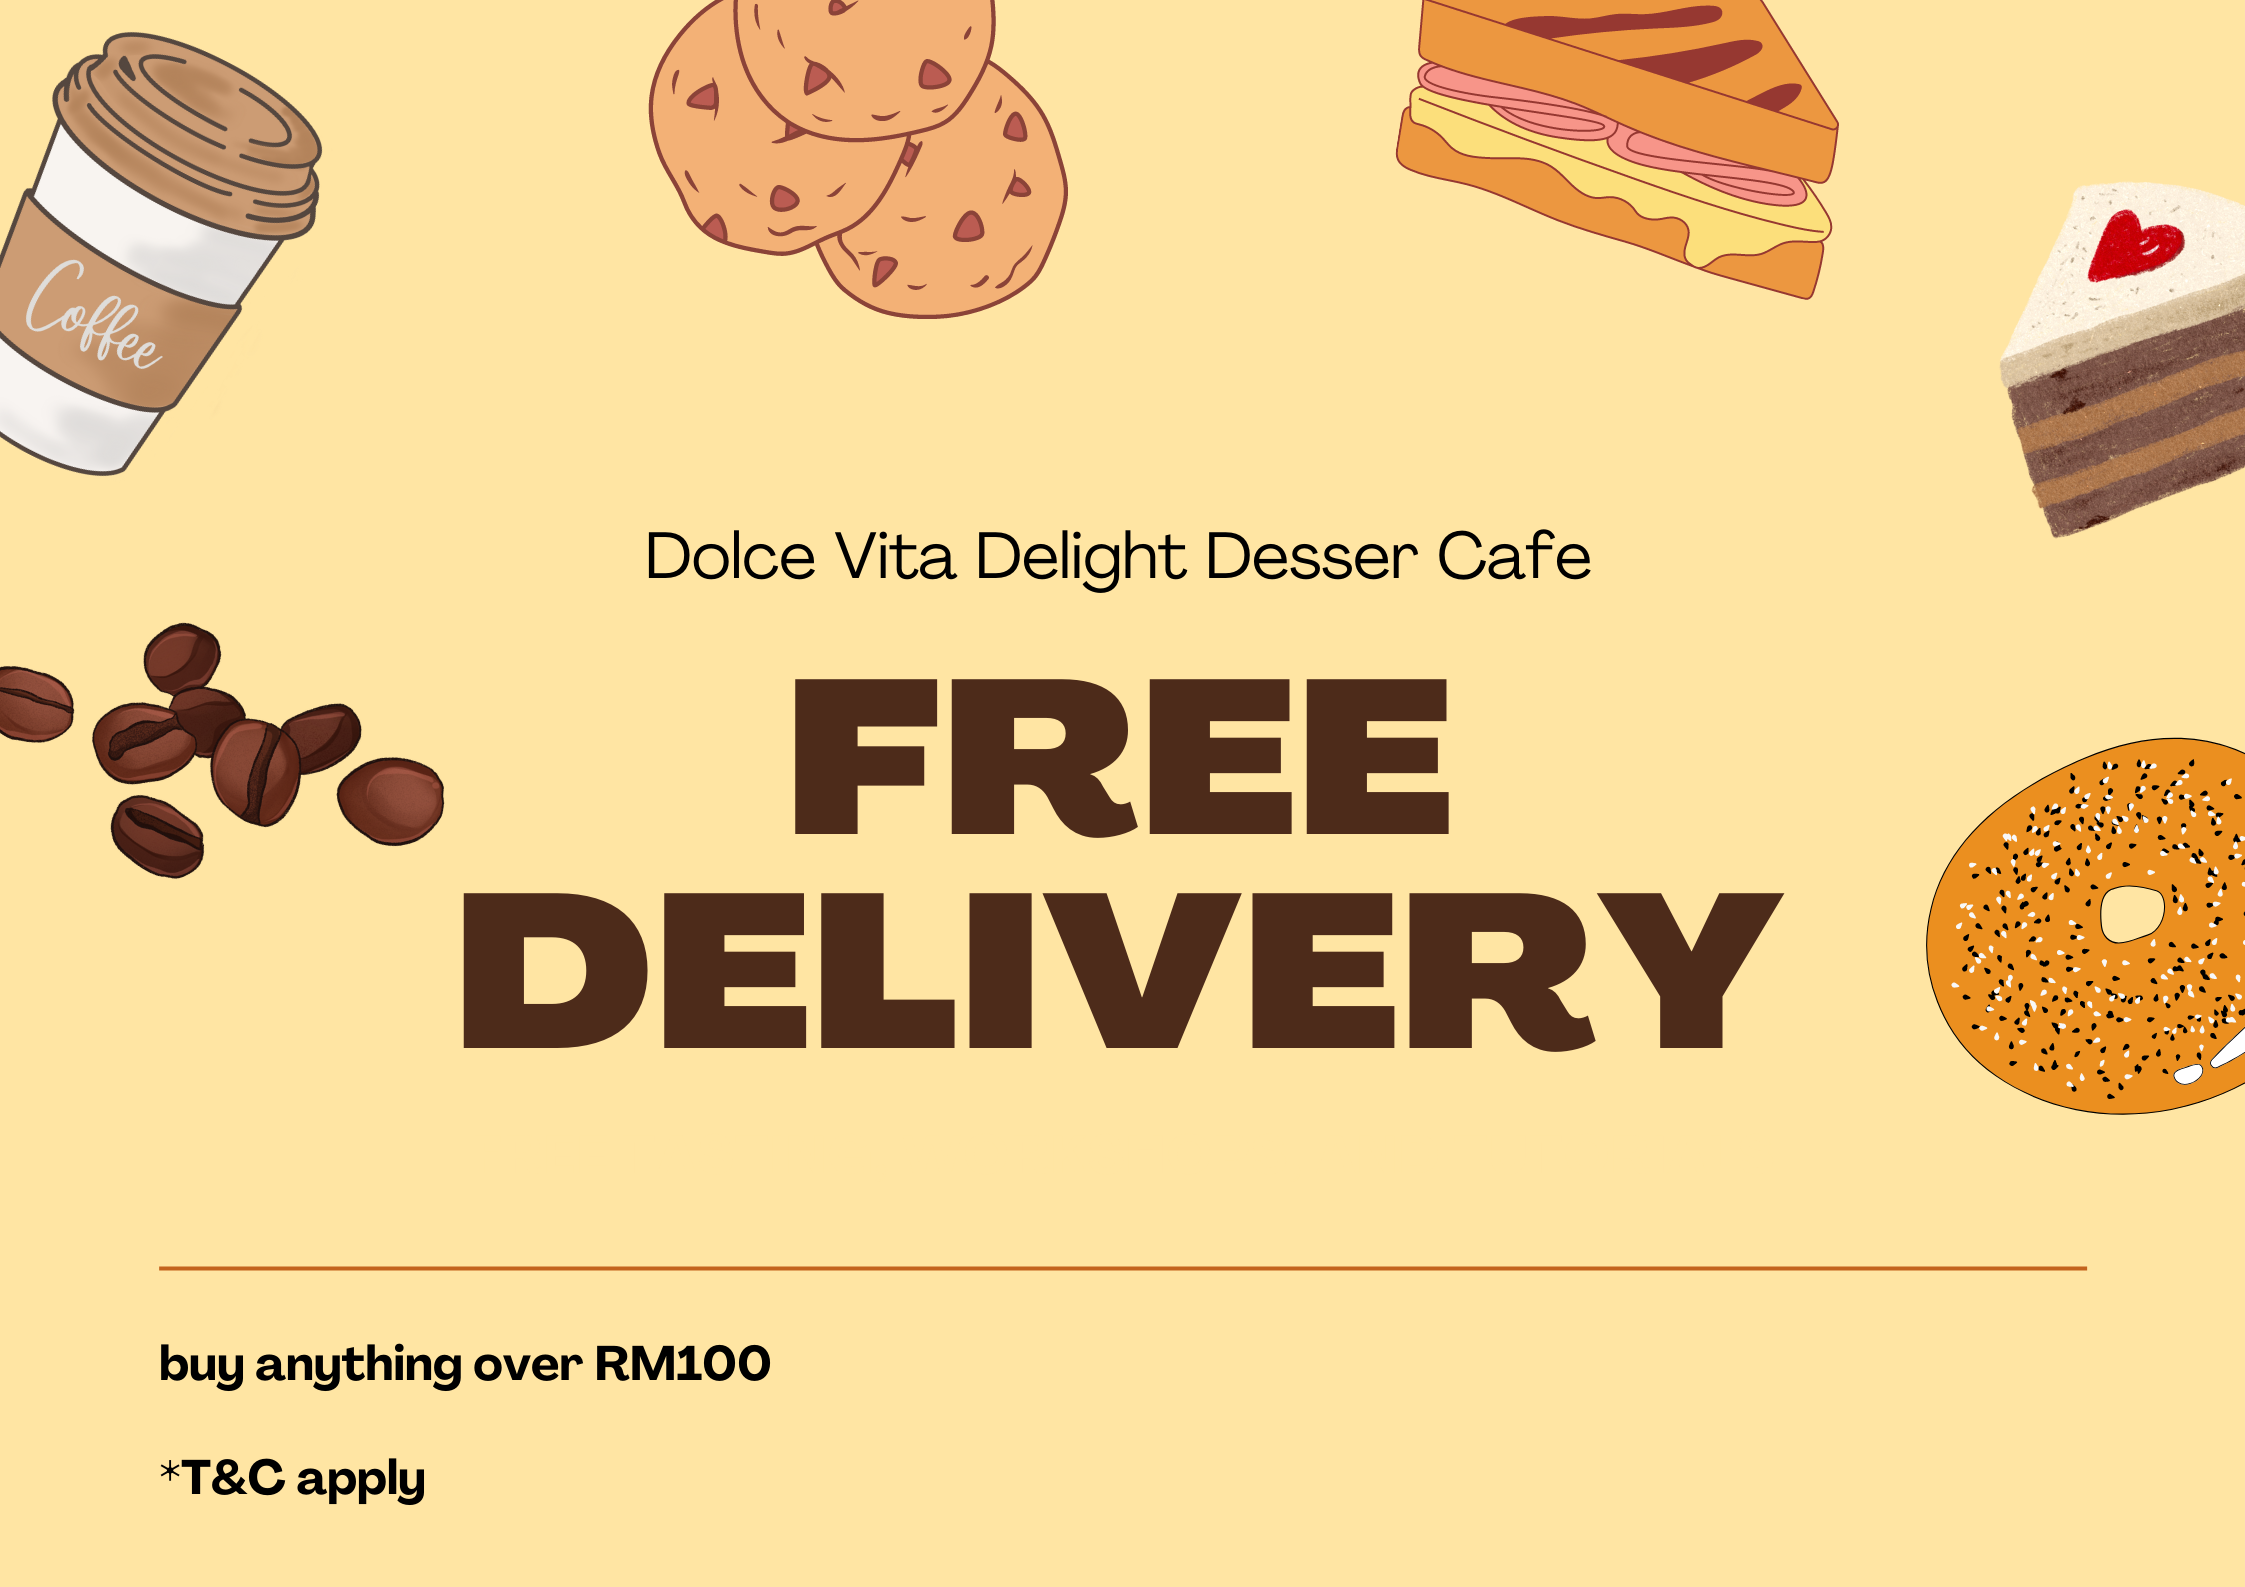 Coffee
Dolce Vita Delight Desser Cafe
FREE
DELIVERY
buy anything over RM100
*T&C apply